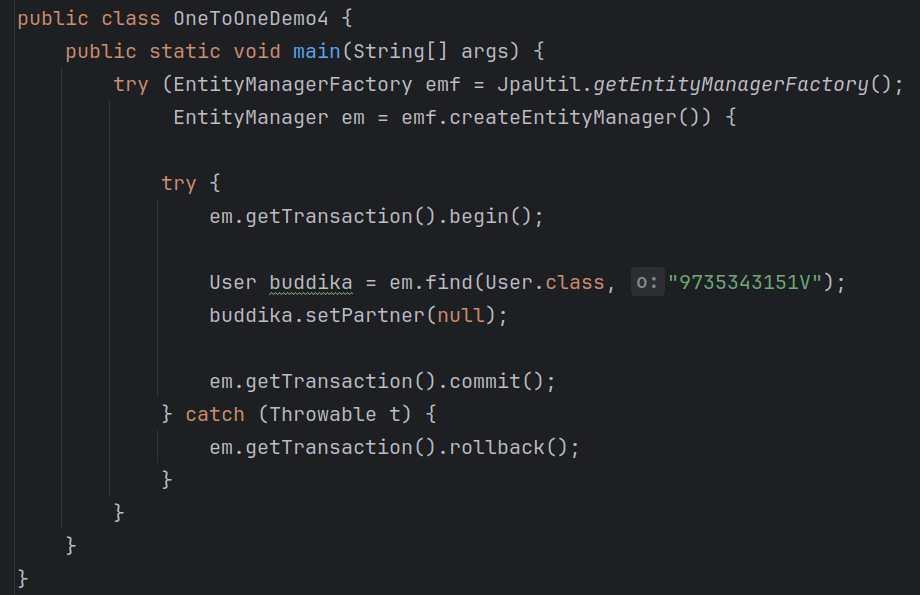 public class OneToOneDemo4 {
public static void main(String[] args) {
try (EntityManagerFactory emf = JpaUtil.getEntityManagerFactory();
EntityManager em = emf.createEntityManager()) {
try {
em.getTransaction().begin();
User buddika = em.find(User.class, o: "9735343151V");
buddika.setPartner(null);
em.getTransaction().commit();
} catch (Throwable t) {
em.getTransaction().rollback();
}
}
}
}